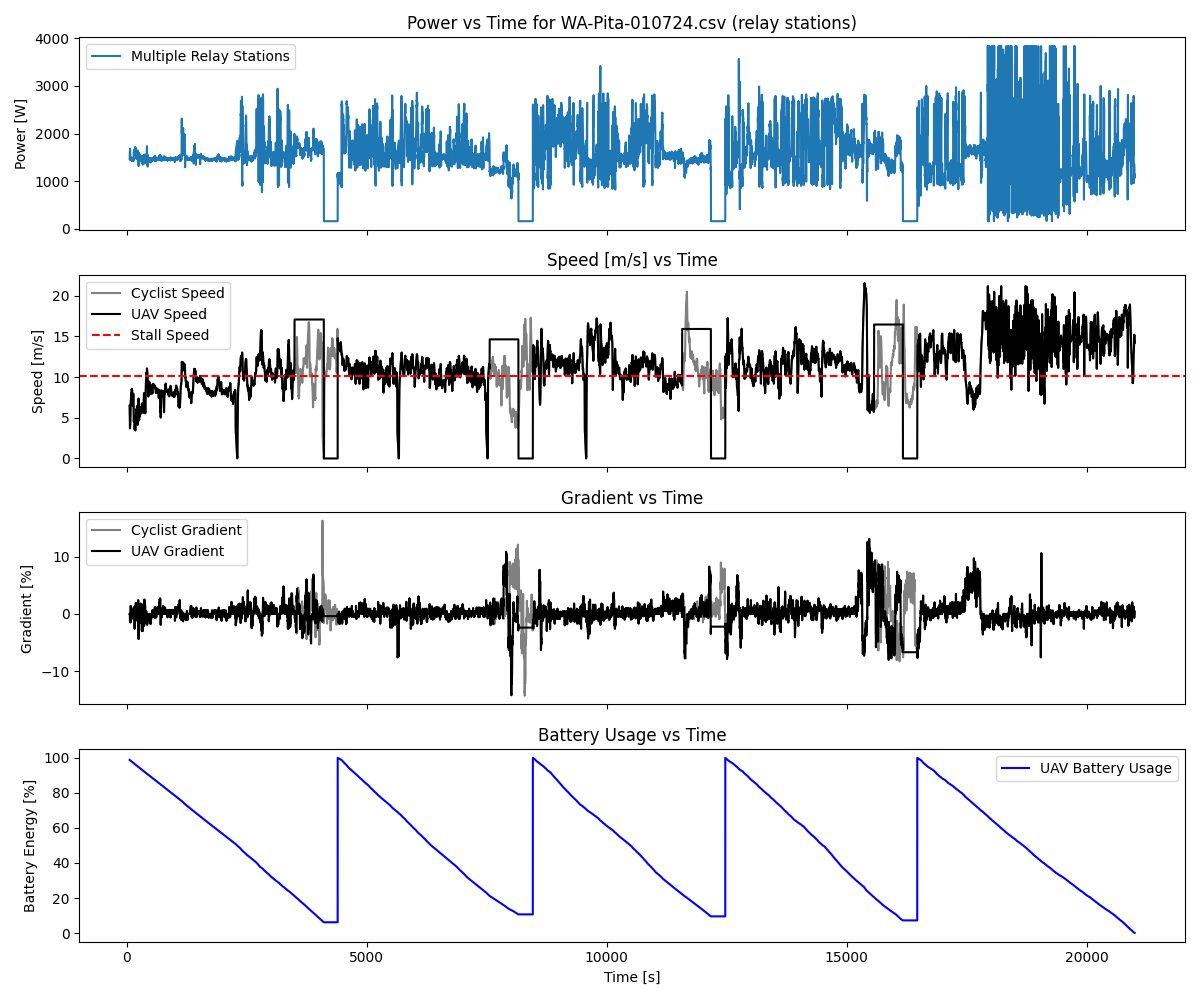 Power vs Time for WA-Pita-010724.csv (relay stations)
4000
3000
2000
1000
0
Power [W]
Multiple Relay Stations
Speed [m/s] vs Time
20
15
10
5
0
Speed [m/s]
Cyclist Speed
UAV Speed
Stall Speed
Gradient vs Time
10
0
−10
Gradient [%]
Cyclist Gradient
UAV Gradient
Battery Usage vs Time
100
80
60
40
20
0
Battery Energy [%]
UAV Battery Usage
0 5000 10000 15000 20000
Time [s]